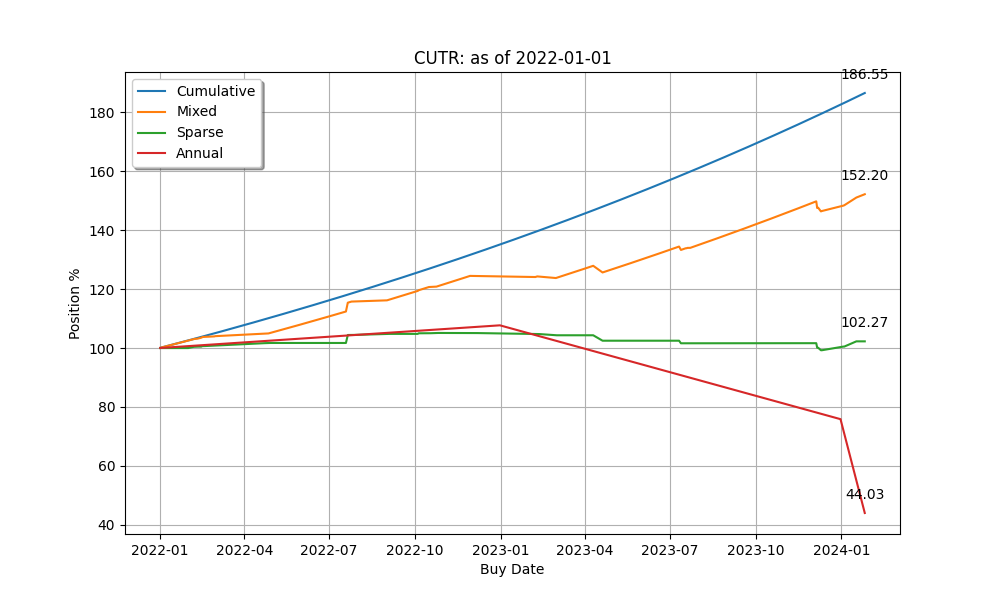 CUTR: as of 2022-01-01
186.55
Cumulative
Mixed
Sparse
Annual
180
160
152.20
140
120
Position %
102.27
100
80
60
44.03
40
2022-01 2022-04 2022-07 2022-10 2023-01 2023-04 2023-07 2023-10 2024-01
Buy Date